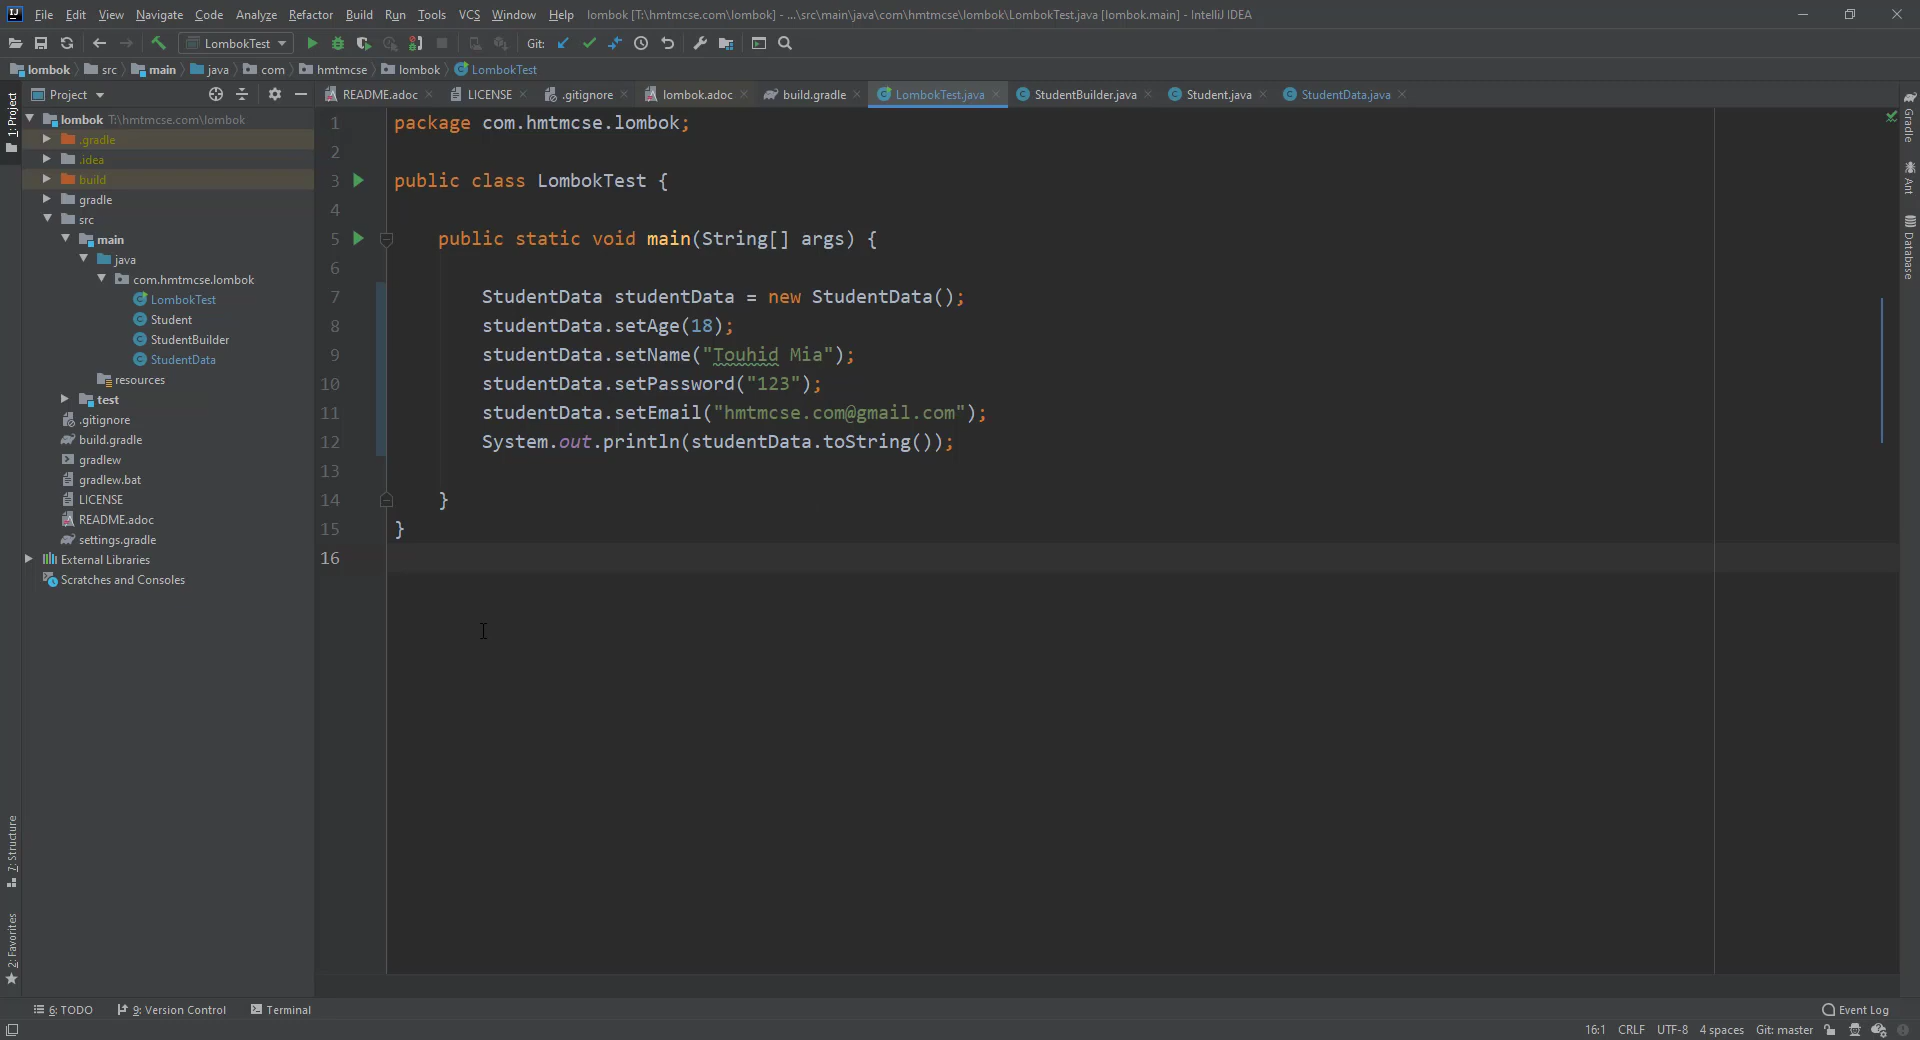 File Edit View Navigate Code Analyze Refactor Build Run Tools VCS Window Help lombok [T:\hmtmcse.com\lombok] - ...\src\main\java\com\hmtmcse\lombok\LombokTest.java [lombok.main] - IntelliJ IDEA
LombokTest Git:
lombok src main java com hmtmcse lombok LombokTest
1: Project
Project
README.adoc LICENSE .gitignore lombok.adoc build.gradle LombokTest.java StudentBuilder.java Student.java StudentData.java
lombok T:\hmtmcse.com\lombok
.gradle
.idea
build
gradle
src
main
java
com.hmtmcse.lombok
LombokTest
Student
StudentBuilder
StudentData
resources
test
.gitignore
build.gradle
gradlew
gradlew.bat
LICENSE
README.adoc
settings.gradle
External Libraries
Scratches and Consoles
1 package com.hmtmcse.lombok;
2
3 public class LombokTest {
4
5 public static void main(String[] args) {
6
7 StudentData studentData = new StudentData();
8 studentData.setAge(18);
9 studentData.setName("Touhid Mia");
10 studentData.setPassword("123");
11 studentData.setEmail("hmtmcse.com@gmail.com");
12 System.out.println(studentData.toString());
13
14 }
15 }
16
Gradle
Ant
Database
7: Structure
2: Favorites
6: TODO 9: Version Control Terminal Event Log
16:1 CRLF UTF-8 4 spaces Git: master